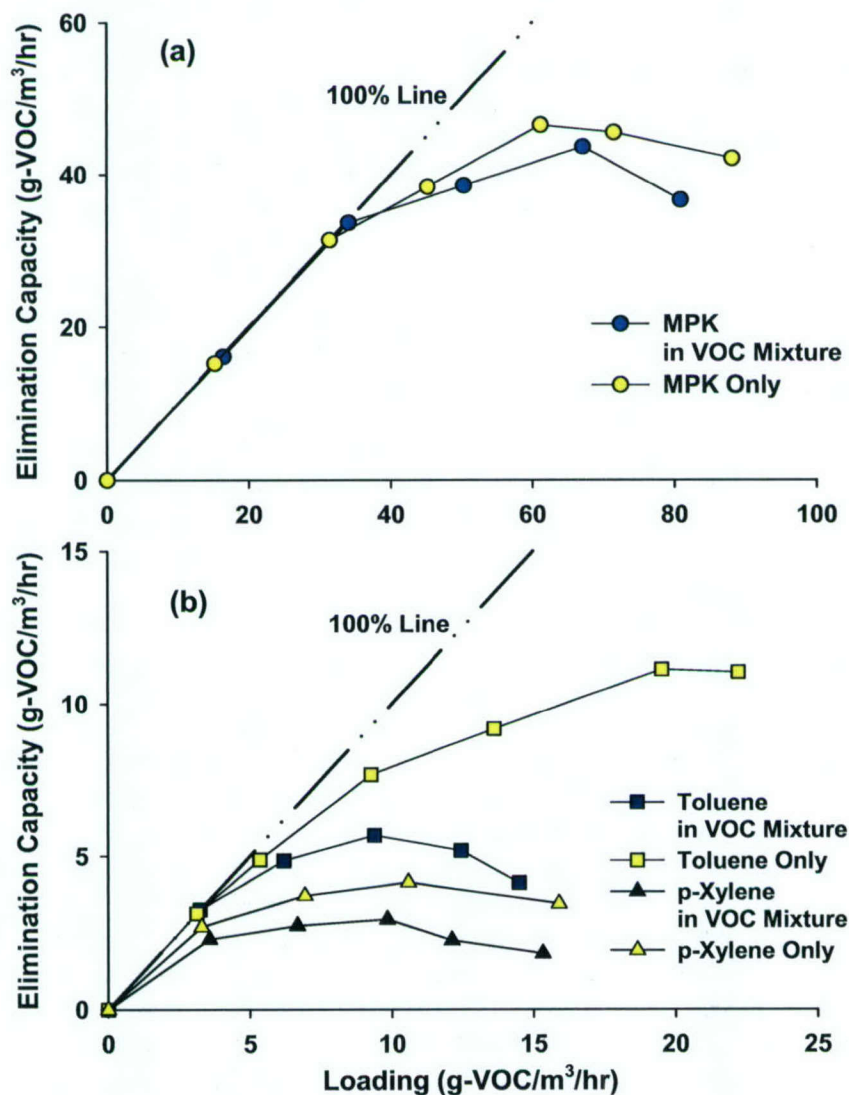 (a)
100% Line
Elimination Capacity (g-VOC/m³/hr)
60
40
20
0
MPK
in VOC Mixture
MPK Only
0 20 40 60 80 100
(b)
100% Line
Elimination Capacity (g-VOC/m³/hr)
15
10
5
0
Toluene
in VOC Mixture
Toluene Only
p-Xylene
in VOC Mixture
p-Xylene Only
0 5 10 15 20 25
Loading (g-VOC/m³/hr)